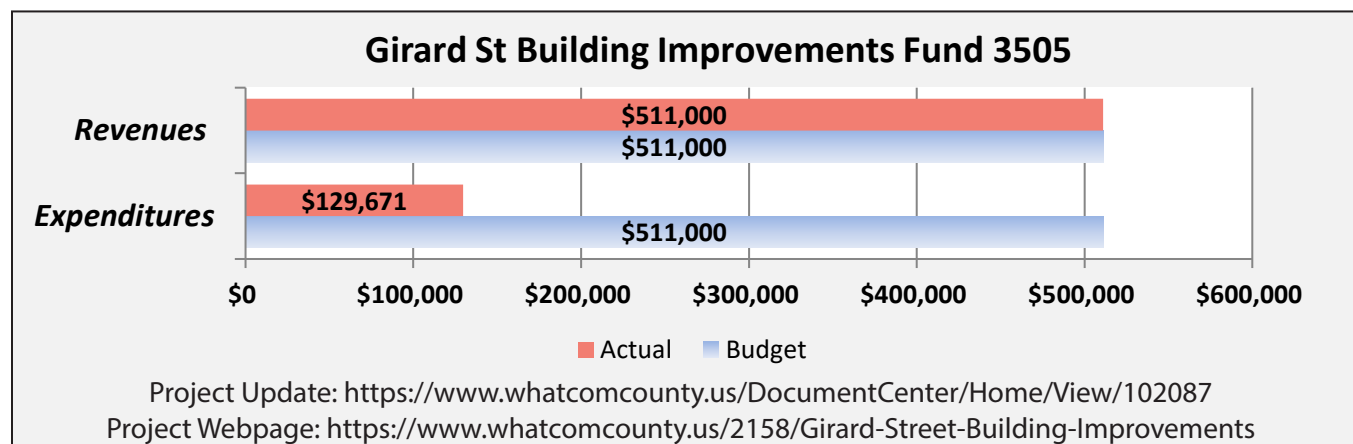 Girard St Building Improvements Fund 3505
Revenues
$511,000
$511,000
Expenditures
$129,671
$511,000
$0 $100,000 $200,000 $300,000 $400,000 $500,000 $600,000
Actual Budget
Project Update: https://www.whatcomcounty.us/DocumentCenter/Home/View/102087
Project Webpage: https://www.whatcomcounty.us/2158/Girard-Street-Building-Improvements